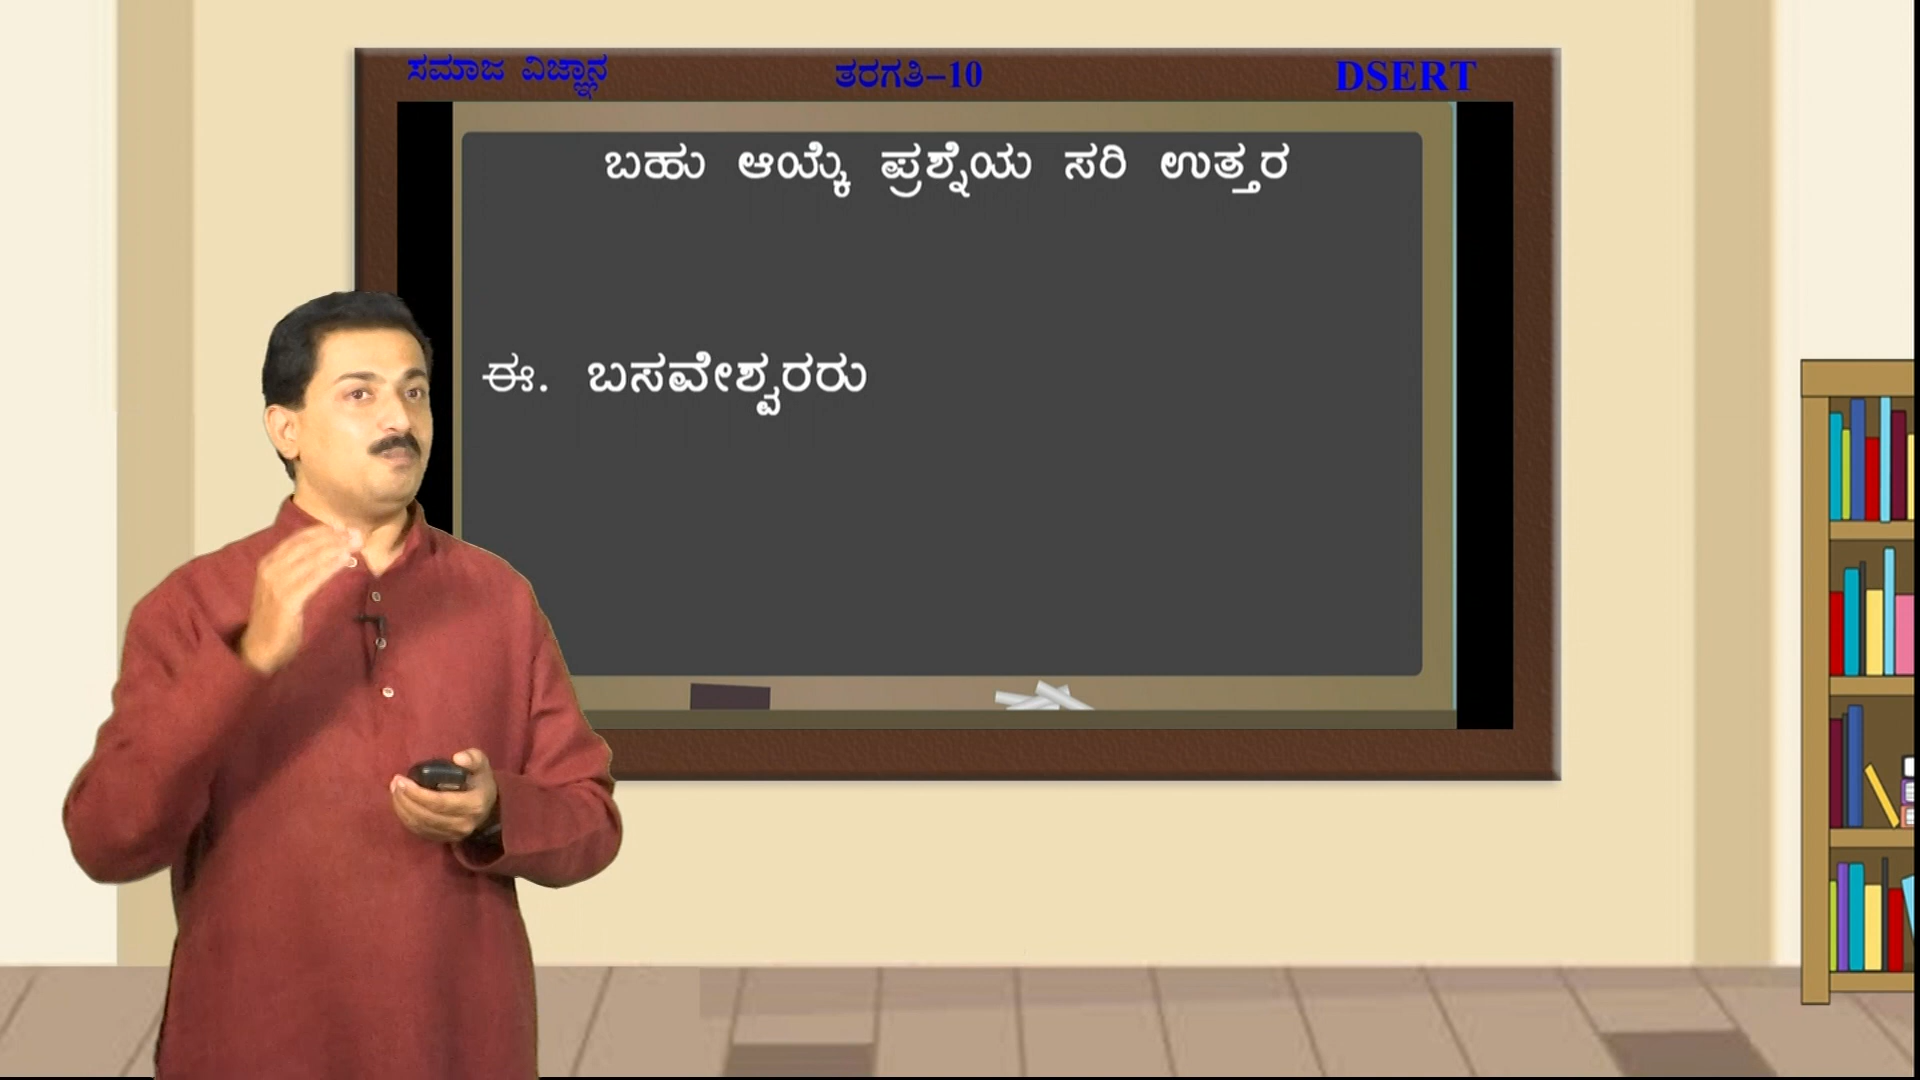 ಸಮಾಜ ವಿಜ್ಞಾನ ತರಗತಿ-10 DSERT
ಬಹು ಆಯ್ಕೆ ಪ್ರಶ್ನೆಯ ಸರಿ ಉತ್ತರ
ಈ. ಬಸವೇಶ್ವರರು